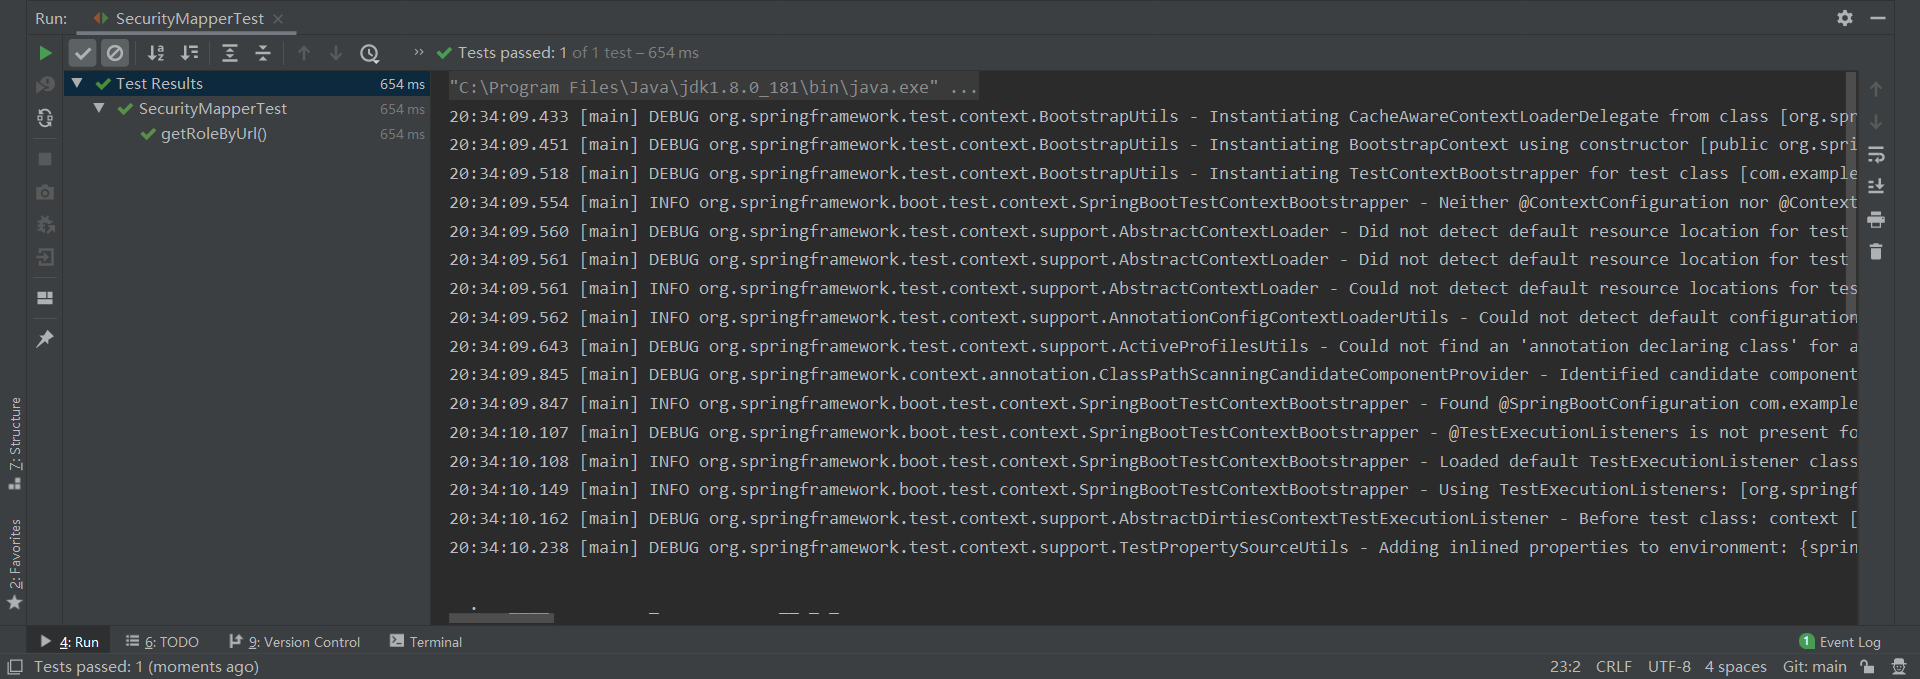 Run: SecurityMapperTest
Tests passed: 1 of 1 test – 654 ms
Test Results 654 ms
SecurityMapperTest 654 ms
getRoleByUrl() 654 ms
"C:\Program Files\Java\jdk1.8.0_181\bin\java.exe" ...
20:34:09.433 [main] DEBUG org.springframework.test.context.BootstrapUtils - Instantiating CacheAwareContextLoaderDelegate from class [org.spr
20:34:09.451 [main] DEBUG org.springframework.test.context.BootstrapUtils - Instantiating BootstrapContext using constructor [public org.spri
20:34:09.518 [main] DEBUG org.springframework.test.context.BootstrapUtils - Instantiating TestContextBootstrapper for test class [com.example
20:34:09.554 [main] INFO org.springframework.boot.test.context.SpringBootTestContextBootstrapper - Neither @ContextConfiguration nor @Context
20:34:09.560 [main] DEBUG org.springframework.test.context.support.AbstractContextLoader - Did not detect default resource location for test
20:34:09.561 [main] DEBUG org.springframework.test.context.support.AbstractContextLoader - Did not detect default resource location for test
20:34:09.561 [main] INFO org.springframework.test.context.support.AbstractContextLoader - Could not detect default resource locations for tes
20:34:09.562 [main] INFO org.springframework.test.context.support.AnnotationConfigContextLoaderUtils - Could not detect default configuration
20:34:09.643 [main] DEBUG org.springframework.test.context.support.ActiveProfilesUtils - Could not find an 'annotation declaring class' for a
20:34:09.845 [main] DEBUG org.springframework.context.annotation.ClassPathScanningCandidateComponentProvider - Identified candidate component
20:34:09.847 [main] INFO org.springframework.boot.test.context.SpringBootTestContextBootstrapper - Found @SpringBootConfiguration com.example
20:34:10.107 [main] DEBUG org.springframework.boot.test.context.SpringBootTestContextBootstrapper - @TestExecutionListeners is not present fo
20:34:10.108 [main] INFO org.springframework.boot.test.context.SpringBootTestContextBootstrapper - Loaded default TestExecutionListener class
20:34:10.149 [main] INFO org.springframework.boot.test.context.SpringBootTestContextBootstrapper - Using TestExecutionListeners: [org.springf
20:34:10.162 [main] DEBUG org.springframework.test.context.support.AbstractDirtiesContextTestExecutionListener - Before test class: context [
20:34:10.238 [main] DEBUG org.springframework.test.context.support.TestPropertySourceUtils - Adding inlined properties to environment: {sprin
. ____ _ __ _ _
7: Structure
2: Favorites
4: Run 6: TODO 9: Version Control Terminal 1 Event Log
Tests passed: 1 (moments ago) 23:2 CRLF UTF-8 4 spaces Git: main